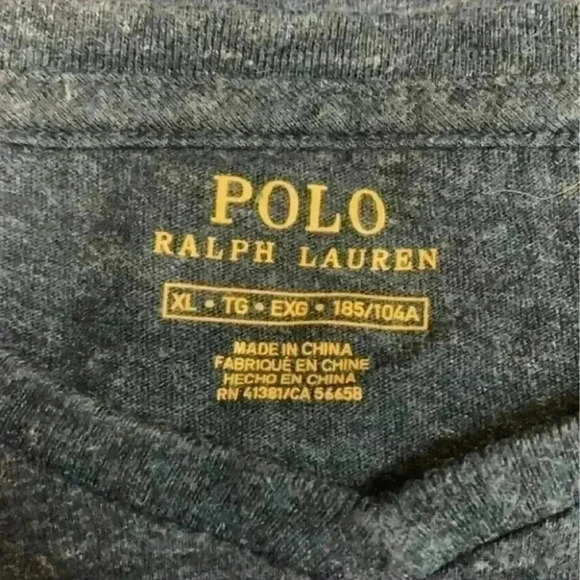 POLO
RALPH LAUREN
XL • TG • EXG • 185/104A
MADE IN CHINA
FABRIQUÉ EN CHINE
HECHO EN CHINA
RN 41381/CA 56658